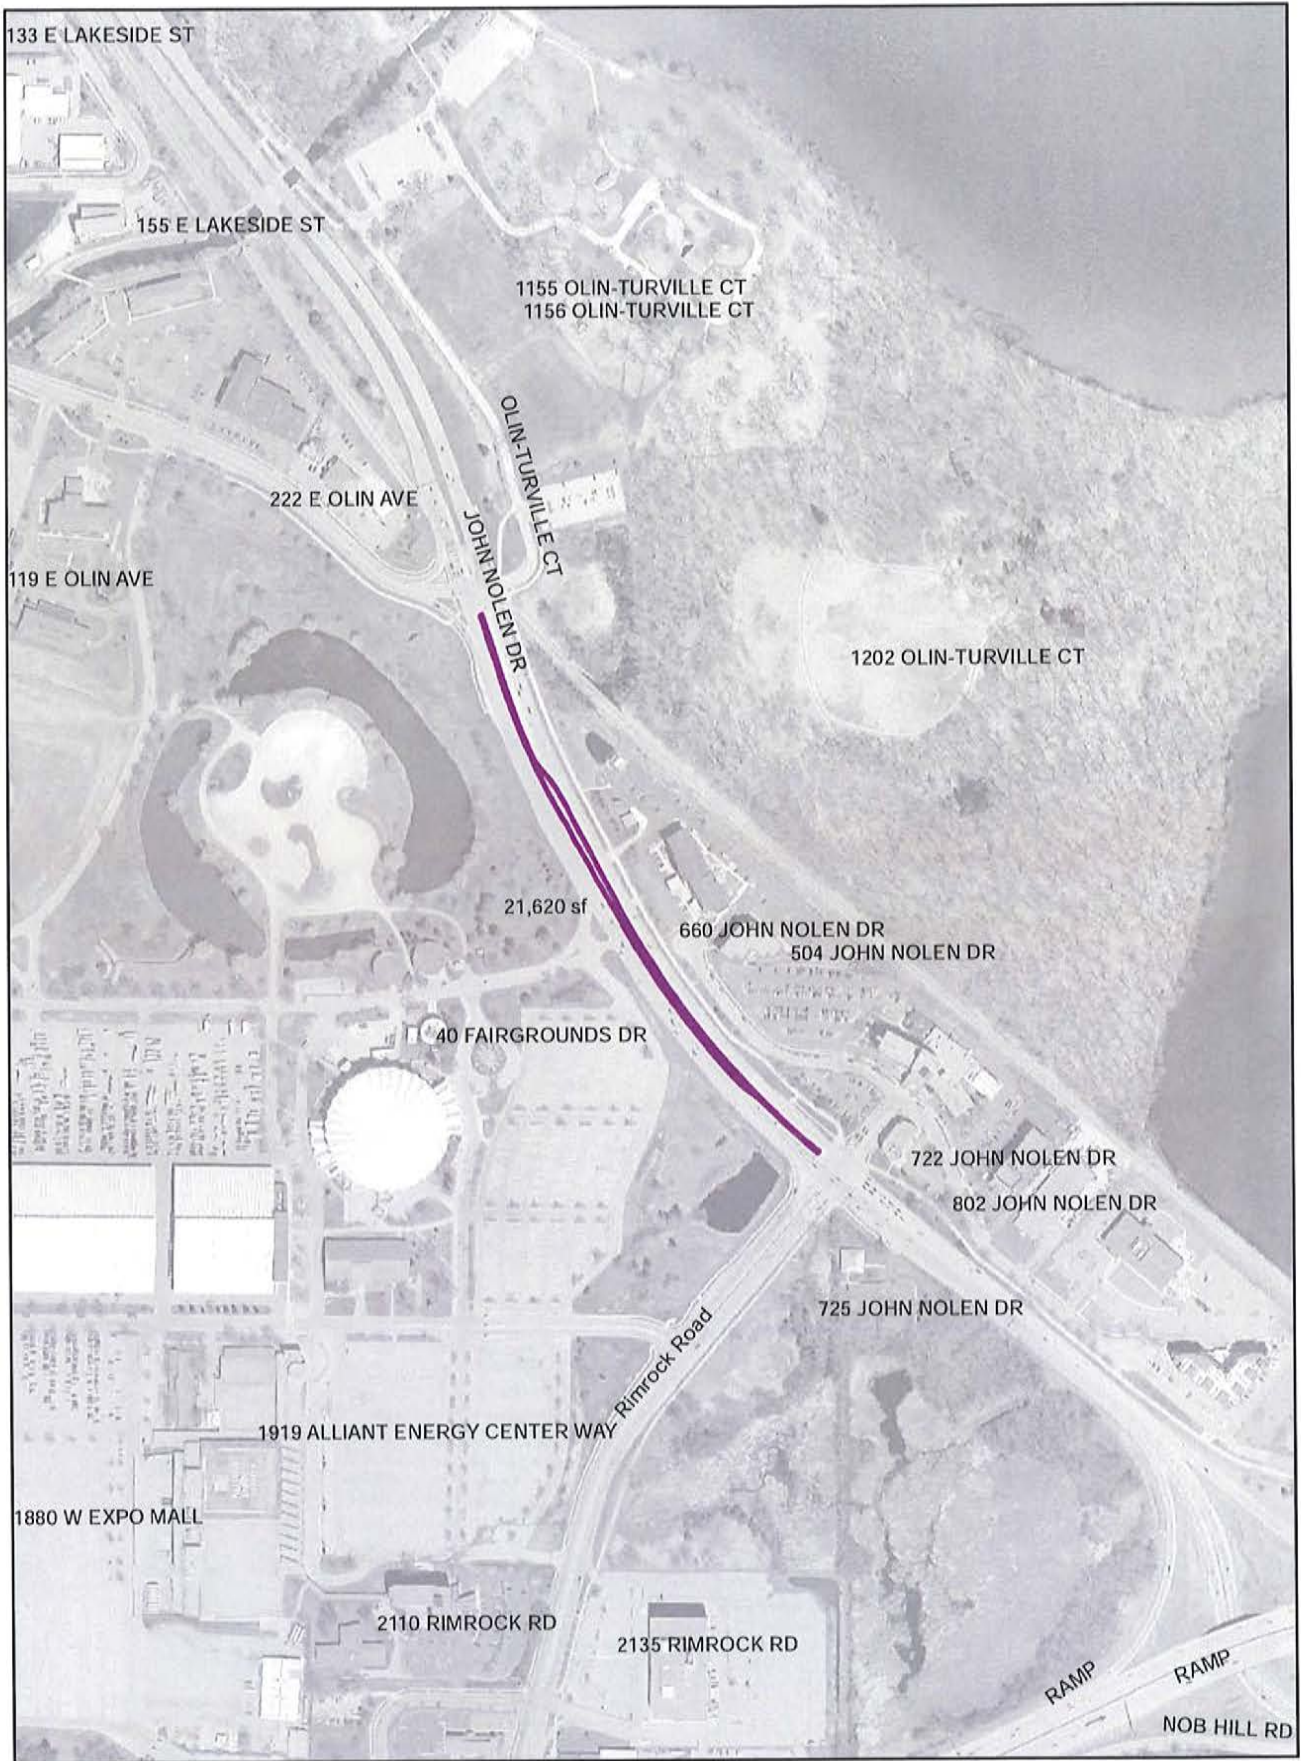 133 E LAKESIDE ST
155 E LAKESIDE ST
1155 OLIN-TURVILLE CT
1156 OLIN-TURVILLE CT
OLIN-TURVILLE CT
222 E OLIN AVE
JOHN NOLEN DR
119 E OLIN AVE
1202 OLIN-TURVILLE CT
21,620 sf
660 JOHN NOLEN DR
504 JOHN NOLEN DR
40 FAIRGROUNDS DR
722 JOHN NOLEN DR
802 JOHN NOLEN DR
725 JOHN NOLEN DR
Rimrock Road
1919 ALLIANT ENERGY CENTER WAY
1880 W EXPO MALL
2110 RIMROCK RD
2135 RIMROCK RD
RAMP
RAMP
NOB HILL RD